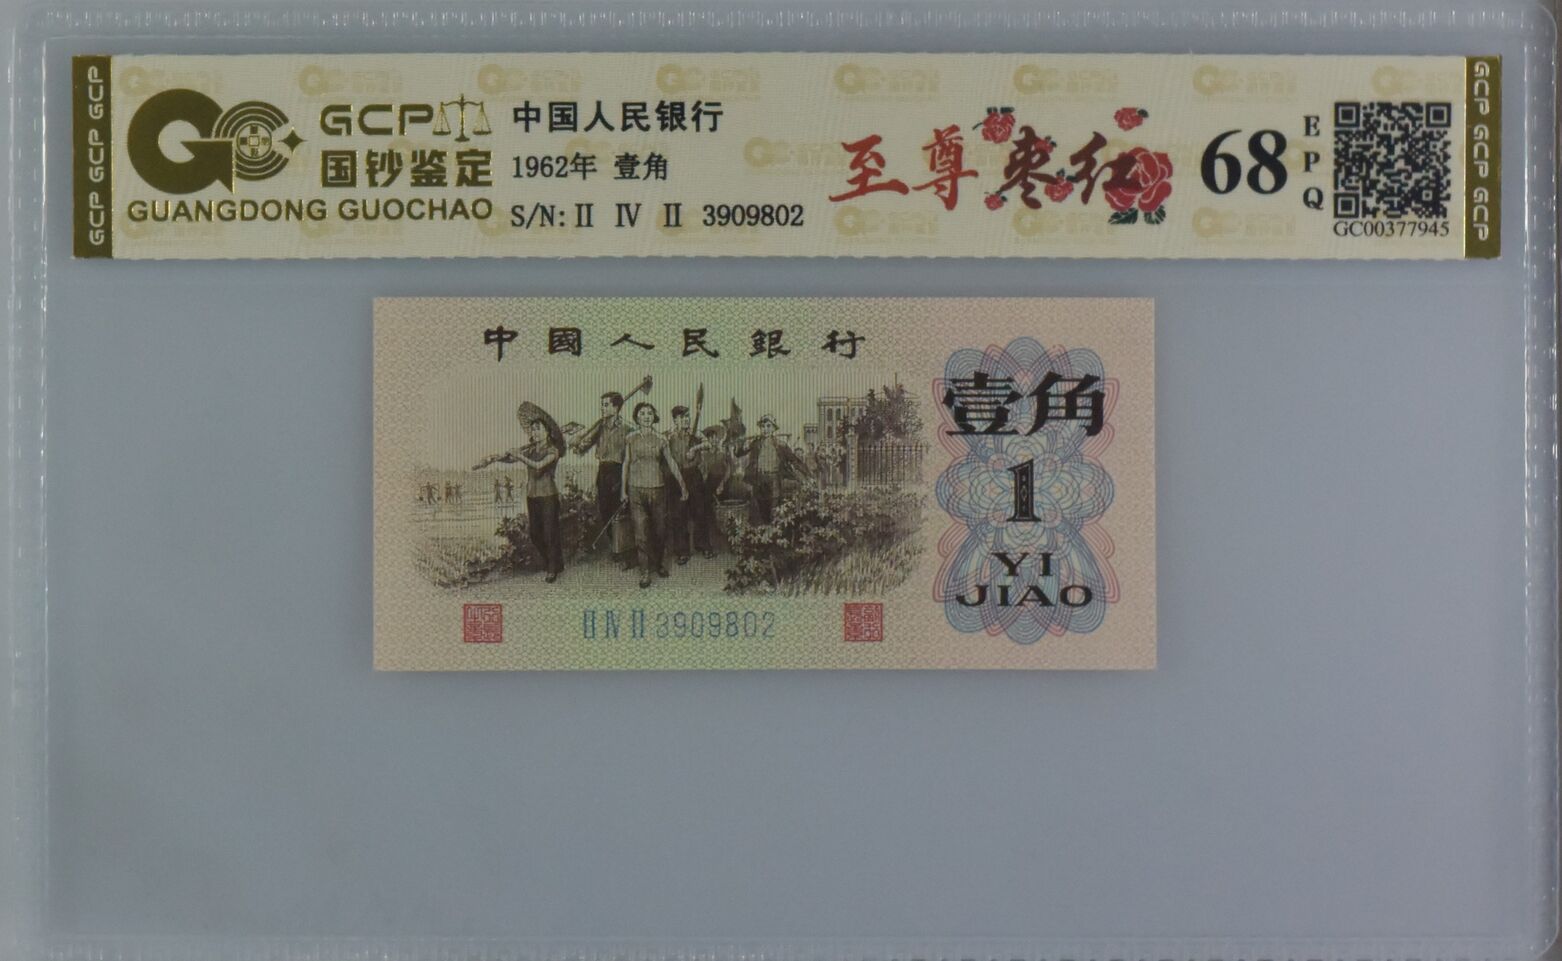 GCP GCP GCP
GCP
国钞鉴定
GUANGDONG GUOCHAO
中国人民银行
1962年 壹角
S/N: II IV II 3909802
至尊枣红
68
EPQ
GC00377945
GCP GCP GCP
中國人民銀行
壹角
1
YI
JIAO
II IV II 3909802